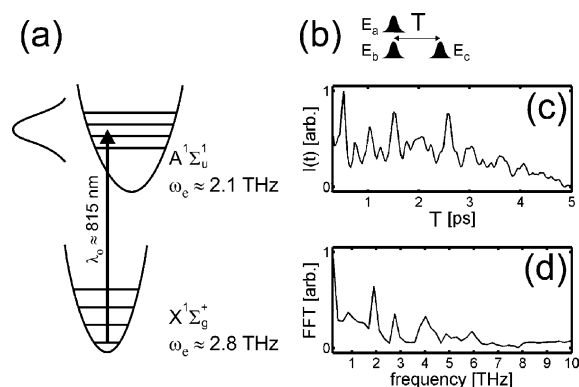 (a)
A¹Σᵤ¹
ωₑ ≈ 2.1 THz
λₒ ≈ 815 nm
X¹Σg⁺
ωₑ ≈ 2.8 THz
(b)
Eₐ T
E_b E_c
(c)
I(t) [arb.]
1
0
1 2 3 4 5
T [ps]
(d)
FFT [arb.]
1
0
0 1 2 3 4 5 6 7 8 9 10
frequency [THz]